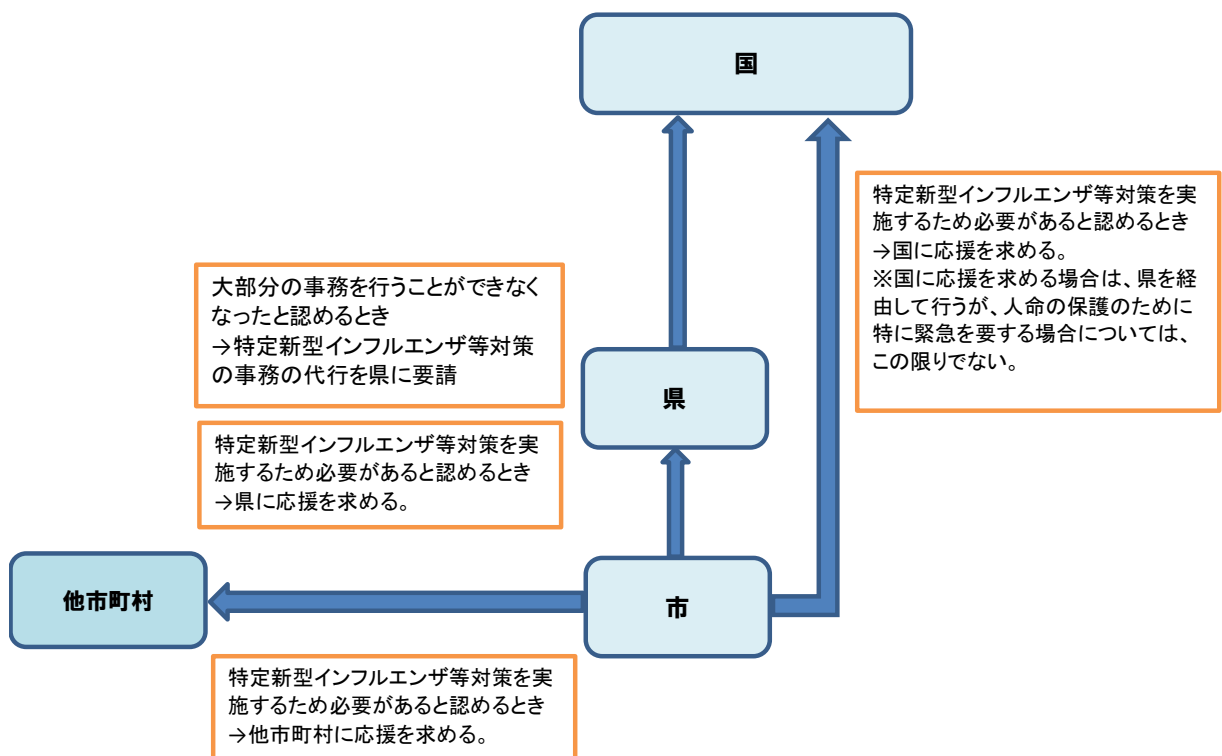 国
特定新型インフルエンザ等対策を実
施するため必要があると認めるとき
→国に応援を求める。
※国に応援を求める場合は、県を経
由して行うが、人命の保護のために
特に緊急を要する場合については、
この限りでない。
大部分の事務を行うことができなく
なったと認めるとき
→特定新型インフルエンザ等対策
の事務の代行を県に要請
県
特定新型インフルエンザ等対策を実
施するため必要があると認めるとき
→県に応援を求める。
他市町村
市
特定新型インフルエンザ等対策を実
施するため必要があると認めるとき
→他市町村に応援を求める。